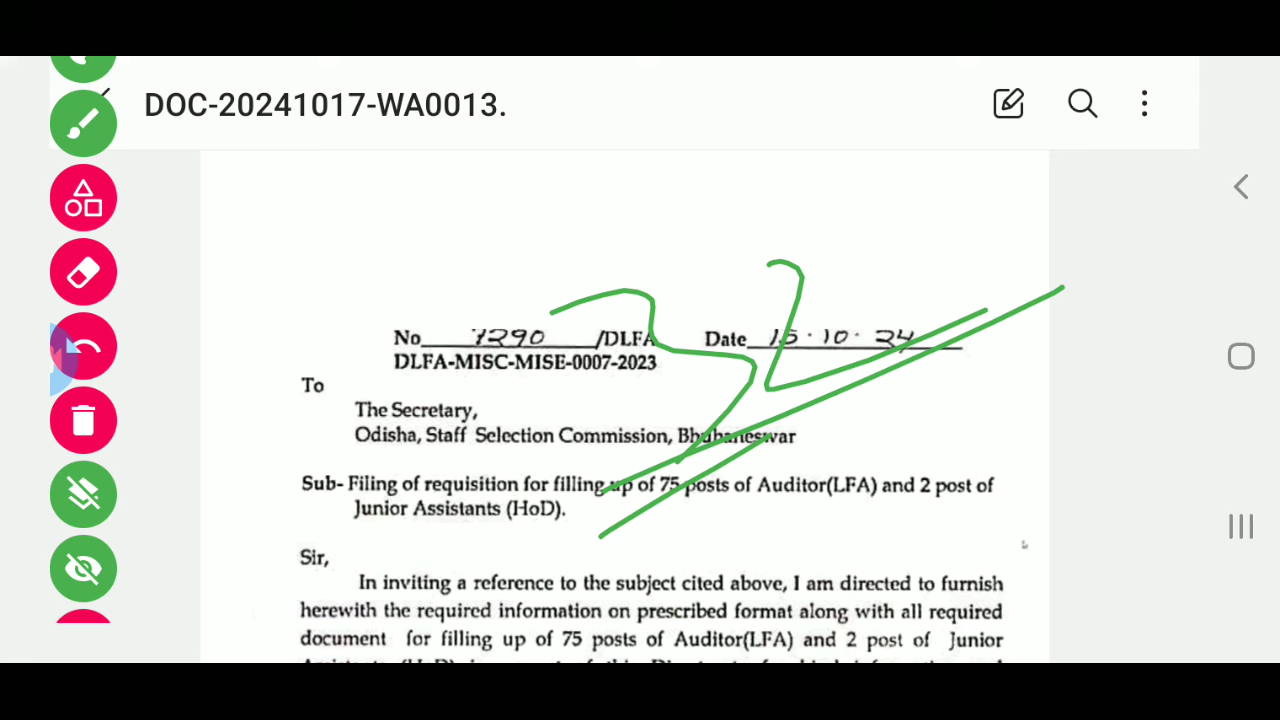 DOC-20241017-WA0013.
No 7290 /DLFA Date 15·10·24
DLFA-MISC-MISE-0007-2023
To
The Secretary,
Odisha, Staff Selection Commission, Bhubaneswar
Sub- Filing of requisition for filling up of 75 posts of Auditor(LFA) and 2 post of
Junior Assistants (HoD).
Sir,
In inviting a reference to the subject cited above, I am directed to furnish
herewith the required information on prescribed format along with all required
document for filling up of 75 posts of Auditor(LFA) and 2 post of Junior